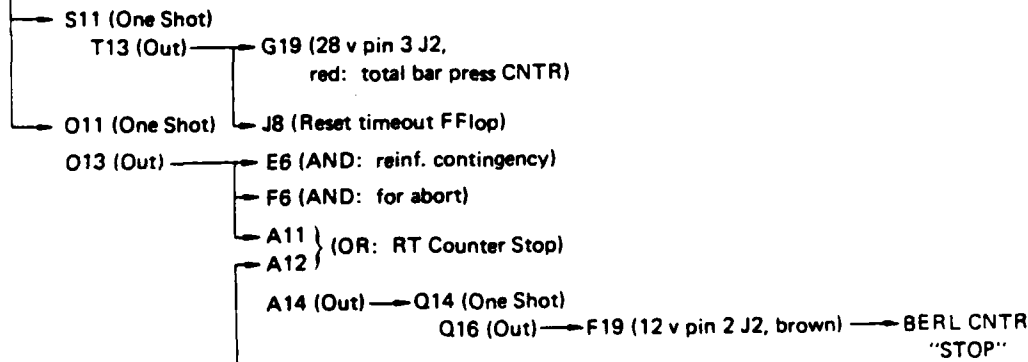 S11 (One Shot)
T13 (Out) G19 (28 v pin 3 J2,
red: total bar press CNTR)
O11 (One Shot) J8 (Reset timeout FFlop)
O13 (Out) E6 (AND: reinf. contingency)
F6 (AND: for abort)
A11
A12 } (OR: RT Counter Stop)
A14 (Out) Q14 (One Shot)
Q16 (Out) F19 (12 v pin 2 J2, brown) BERL CNTR
"STOP"